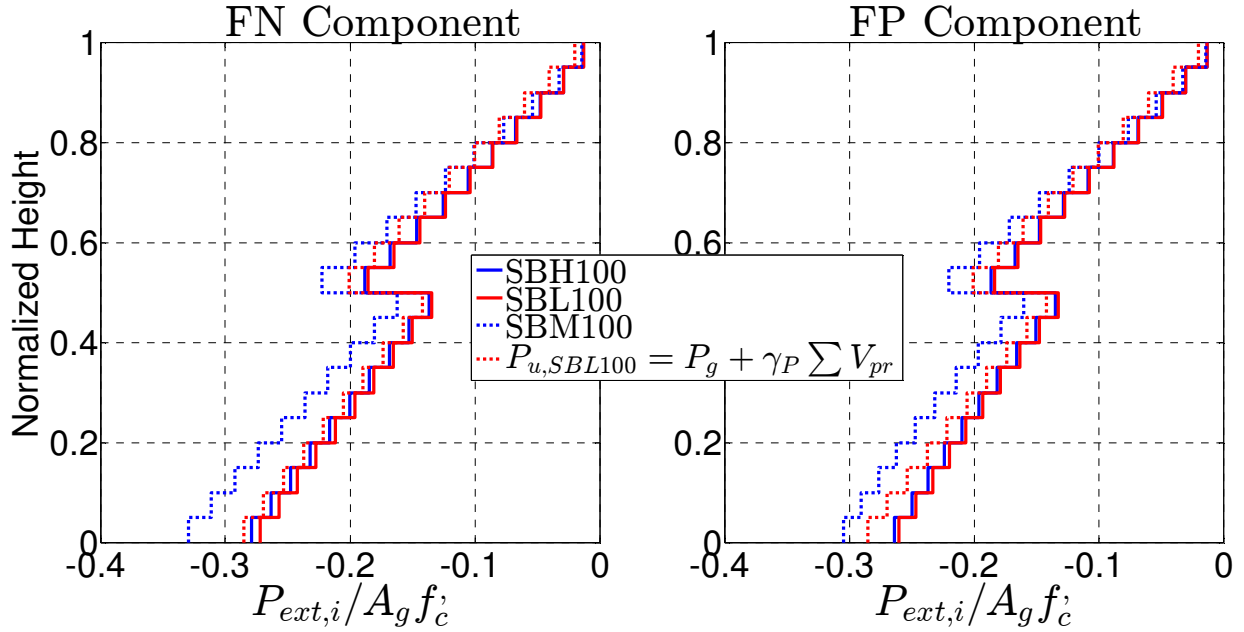 FN Component
FP Component
1
0.8
0.6
0.4
0.2
0
Normalized Height
-0.4 -0.3 -0.2 -0.1 0
P_{ext,i}/A_g f_c^,
1
0.8
0.6
0.4
0.2
0
-0.4 -0.3 -0.2 -0.1 0
P_{ext,i}/A_g f_c^,
SBH100
SBL100
SBM100
P_{u,SBL100} = P_g + γ_P ∑ V_{pr}